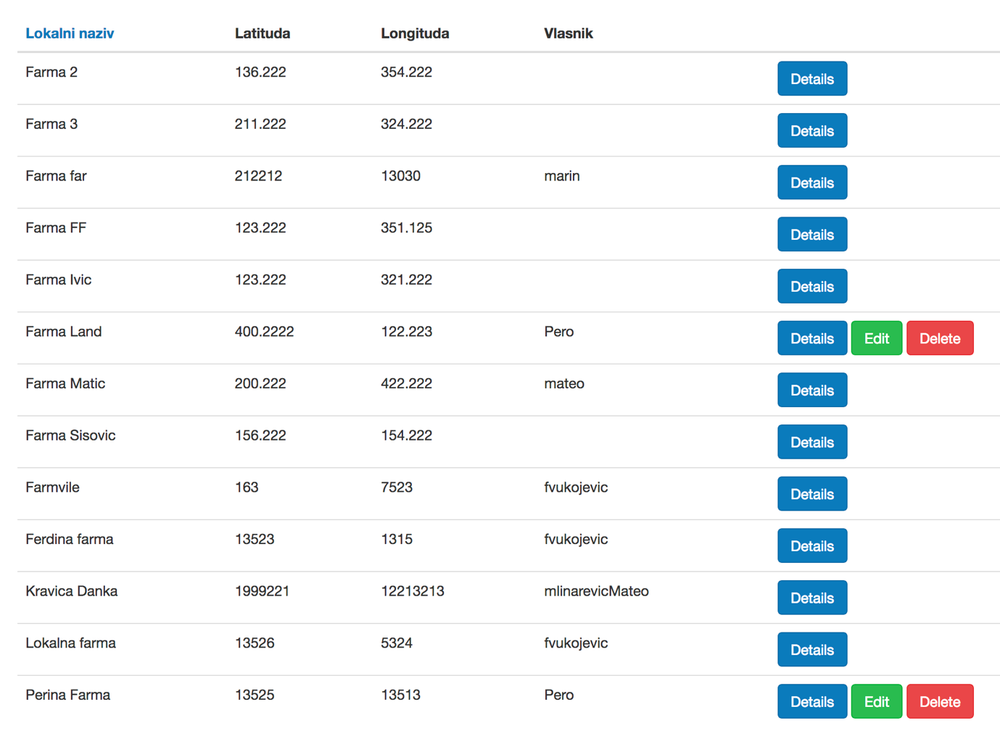 Lokalni naziv Latituda Longituda Vlasnik
Farma 2 136.222 354.222 Details
Farma 3 211.222 324.222 Details
Farma far 212212 13030 marin Details
Farma FF 123.222 351.125 Details
Farma Ivic 123.222 321.222 Details
Farma Land 400.2222 122.223 Pero Details Edit Delete
Farma Matic 200.222 422.222 mateo Details
Farma Sisovic 156.222 154.222 Details
Farmvile 163 7523 fvukojevic Details
Ferdina farma 13523 1315 fvukojevic Details
Kravica Danka 1999221 12213213 mlinarevicMateo Details
Lokalna farma 13526 5324 fvukojevic Details
Perina Farma 13525 13513 Pero Details Edit Delete